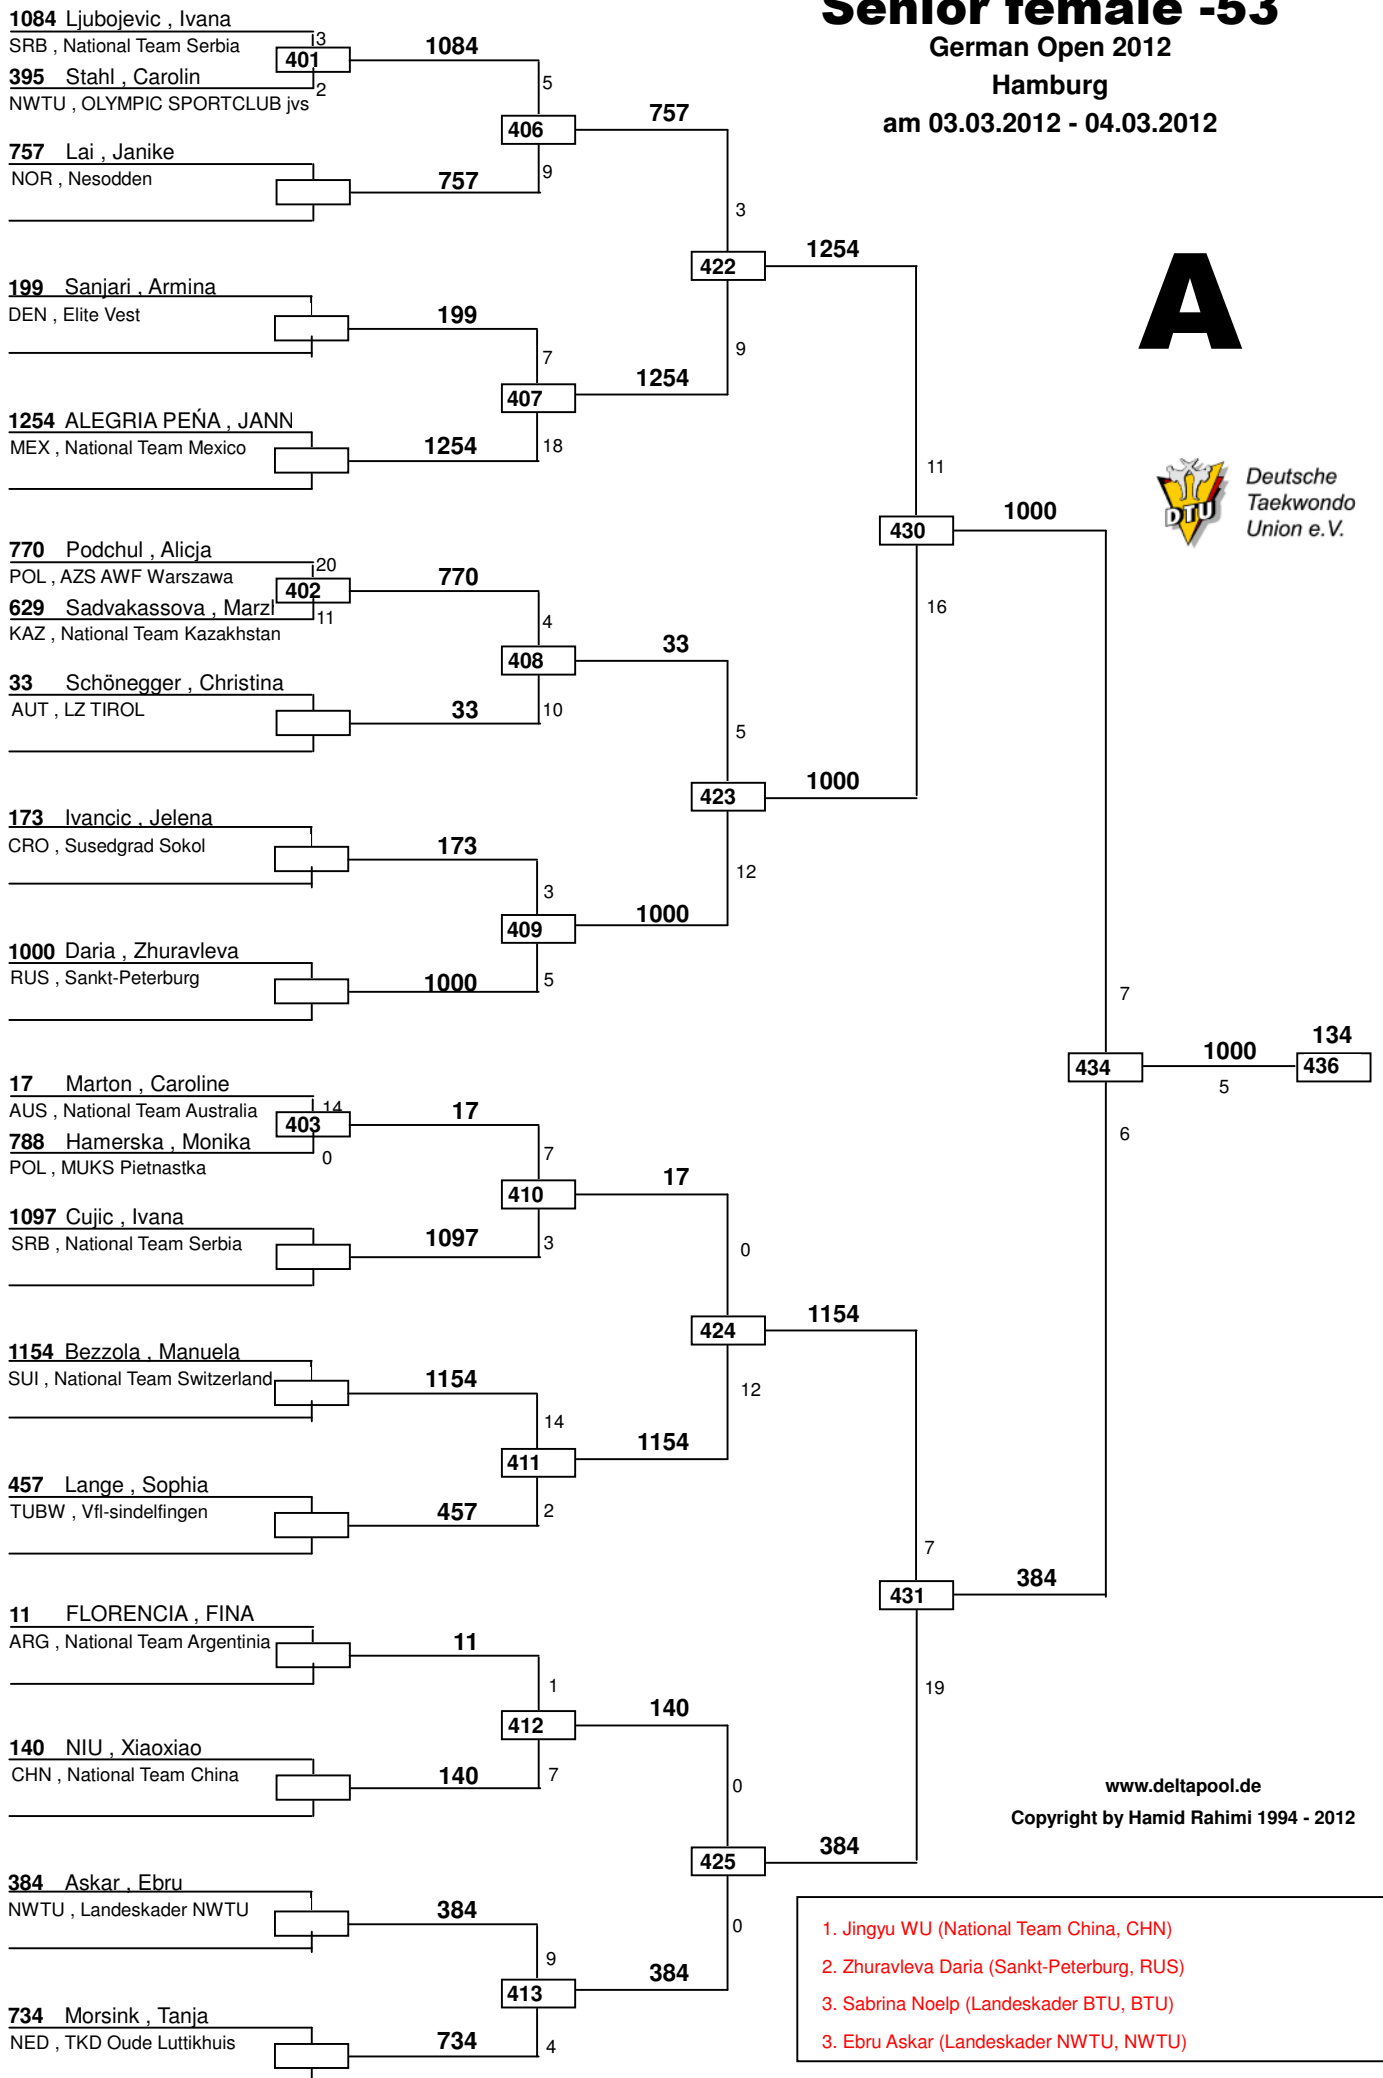 Senior female -53
German Open 2012
Hamburg
am 03.03.2012 - 04.03.2012
A
Deutsche
Taekwondo
Union e.V.
DTU
1084 Ljubojevic , Ivana
SRB , National Team Serbia
3
401
1084
395 Stahl , Carolin
2
NWTU , OLYMPIC SPORTCLUB jvs
5
406
757
757 Lai , Janike
NOR , Nesodden
757
9
3
422
1254
199 Sanjari , Armina
DEN , Elite Vest
199
7
9
407
1254
1254 ALEGRIA PEŃA , JANN
MEX , National Team Mexico
1254
18
11
430
1000
770 Podchul , Alicja
POL , AZS AWF Warszawa
20
402
770
629 Sadvakassova , Marzl
11
KAZ , National Team Kazakhstan
4
16
408
33
33 Schönegger , Christina
AUT , LZ TIROL
33
10
5
423
1000
173 Ivancic , Jelena
CRO , Susedgrad Sokol
173
12
3
409
1000
1000 Daria , Zhuravleva
RUS , Sankt-Peterburg
1000
5
7
434
1000
5
134
436
6
17 Marton , Caroline
AUS , National Team Australia
14
403
17
788 Hamerska , Monika
0
POL , MUKS Pietnastka
7
410
17
1097 Cujic , Ivana
SRB , National Team Serbia
1097
3
0
424
1154
1154 Bezzola , Manuela
SUI , National Team Switzerland
1154
12
14
411
1154
457 Lange , Sophia
TUBW , Vfl-sindelfingen
457
2
7
431
384
11 FLORENCIA , FINA
ARG , National Team Argentinia
11
1
19
412
140
140 NIU , Xiaoxiao
CHN , National Team China
140
7
0
425
384
384 Askar , Ebru
NWTU , Landeskader NWTU
384
0
9
413
384
734 Morsink , Tanja
NED , TKD Oude Luttikhuis
734
4
www.deltapool.de
Copyright by Hamid Rahimi 1994 - 2012
1. Jingyu WU (National Team China, CHN)
2. Zhuravleva Daria (Sankt-Peterburg, RUS)
3. Sabrina Noelp (Landeskader BTU, BTU)
3. Ebru Askar (Landeskader NWTU, NWTU)